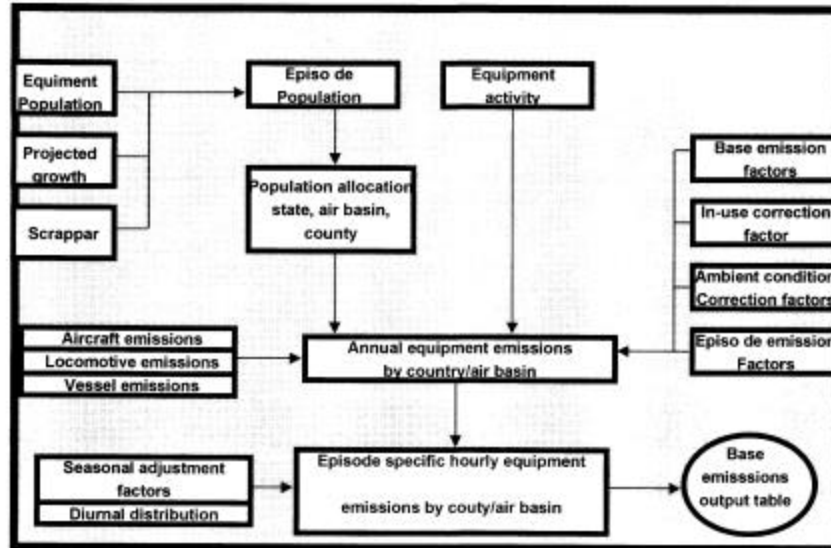 Equiment
Population
Projected
growth
Scrappar
Episo de
Population
Equipment
activity
Population allocation
state, air basin,
county
Base emission
factors
In-use correction
factor
Ambient condition
Correction factors
Episo de emission
Factors
Aircraft emissions
Locomotive emissions
Vessel emissions
Annual equipment emissions
by country/air basin
Seasonal adjustment
factors
Diurnal distribution
Episode specific hourly equipment
emissions by couty/air basin
Base
emisssions
output table